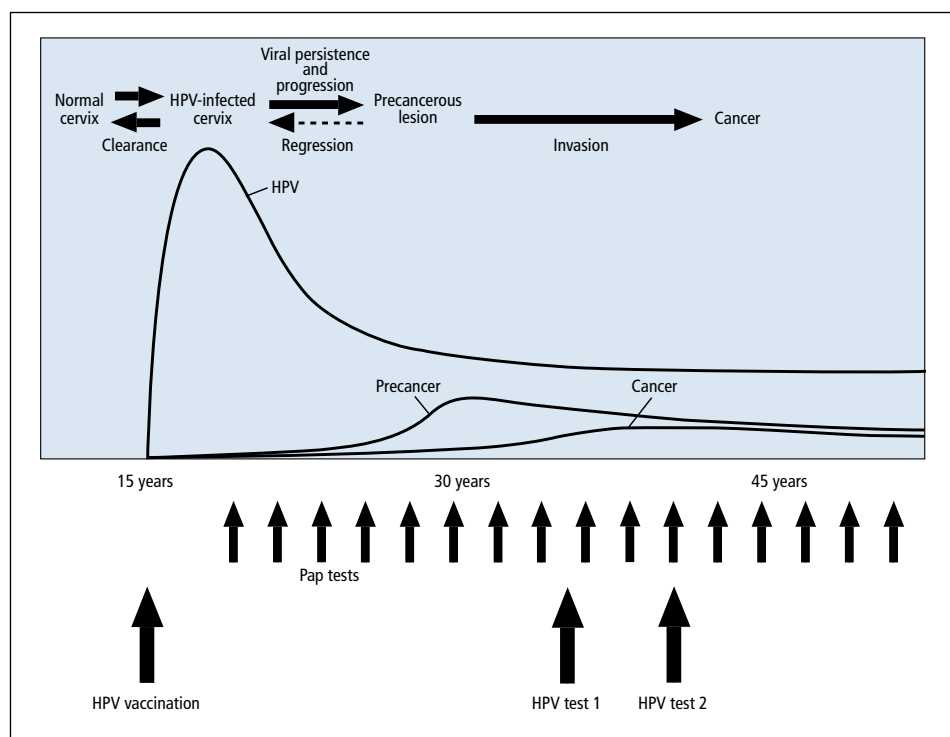 Viral persistence
and
progression
Normal
cervix
HPV-infected
cervix
Precancerous
lesion
Cancer
Clearance
Regression
Invasion
HPV
Precancer
Cancer
15 years
30 years
45 years
Pap tests
HPV vaccination
HPV test 1
HPV test 2